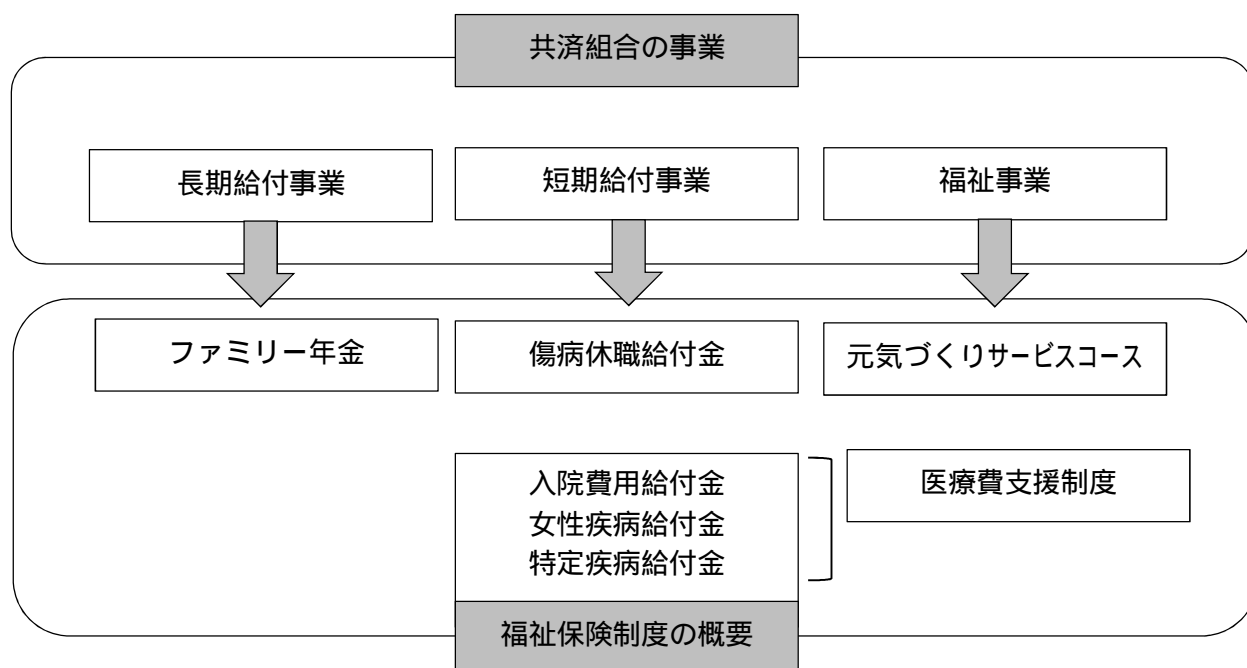 共済組合の事業
長期給付事業
短期給付事業
福祉事業
ファミリー年金
傷病休職給付金
元気づくりサービスコース
入院費用給付金
女性疾病給付金
特定疾病給付金
医療費支援制度
福祉保険制度の概要